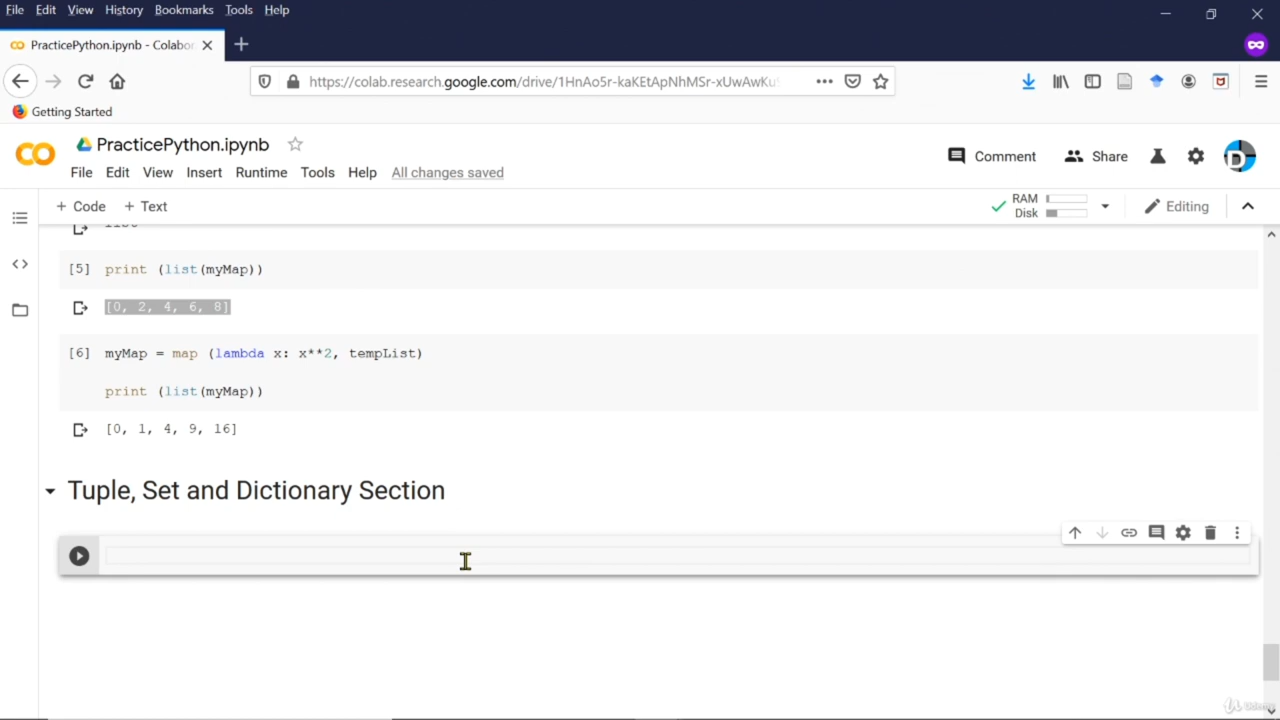 File Edit View History Bookmarks Tools Help
PracticePython.ipynb - Colabor
https://colab.research.google.com/drive/1HnAo5r-kaKEtApNhMSr-xUwAwKu
Getting Started
PracticePython.ipynb
File Edit View Insert Runtime Tools Help All changes saved
Comment Share
+ Code + Text
RAM
Disk
Editing
[5] print (list(myMap))
[0, 2, 4, 6, 8]
[6] myMap = map (lambda x: x**2, tempList)
print (list(myMap))
[0, 1, 4, 9, 16]
Tuple, Set and Dictionary Section